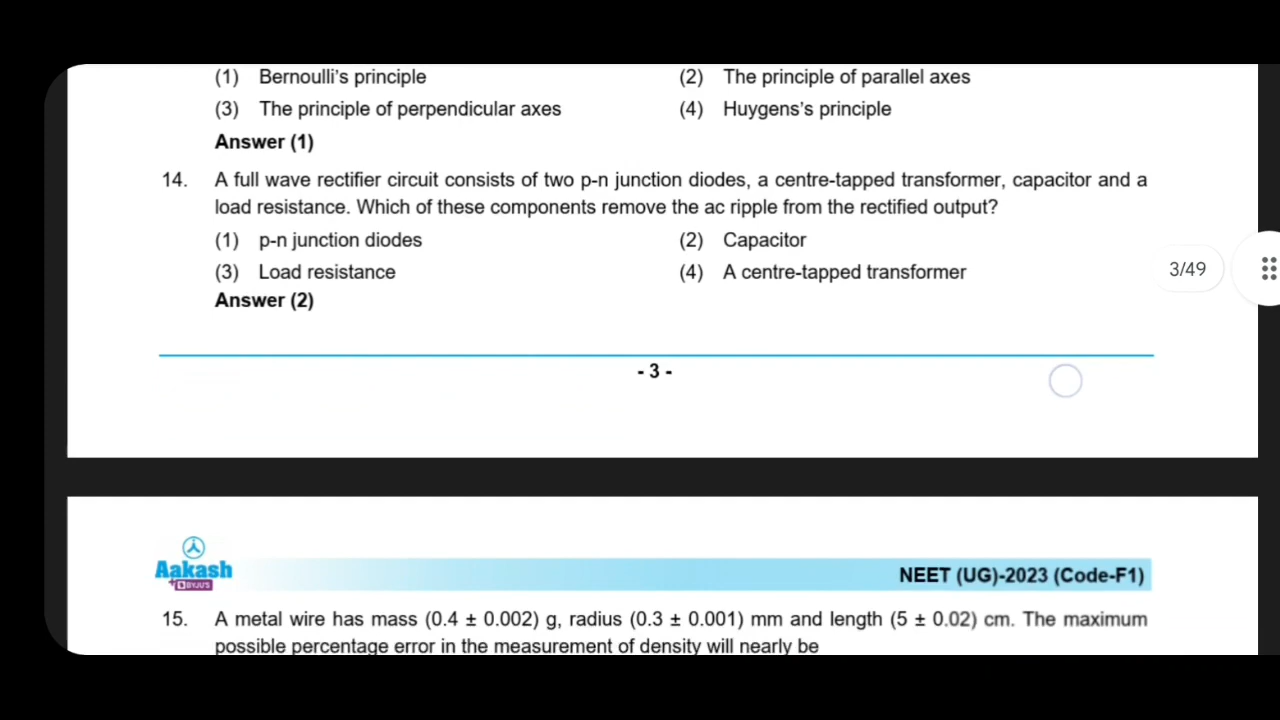 (1) Bernoulli's principle (2) The principle of parallel axes
(3) The principle of perpendicular axes (4) Huygens's principle
Answer (1)
14. A full wave rectifier circuit consists of two p-n junction diodes, a centre-tapped transformer, capacitor and a
load resistance. Which of these components remove the ac ripple from the rectified output?
(1) p-n junction diodes (2) Capacitor
(3) Load resistance (4) A centre-tapped transformer
Answer (2)
3/49
- 3 -
Aakash
BYJU'S
NEET (UG)-2023 (Code-F1)
15. A metal wire has mass (0.4 ± 0.002) g, radius (0.3 ± 0.001) mm and length (5 ± 0.02) cm. The maximum
possible percentage error in the measurement of density will nearly be